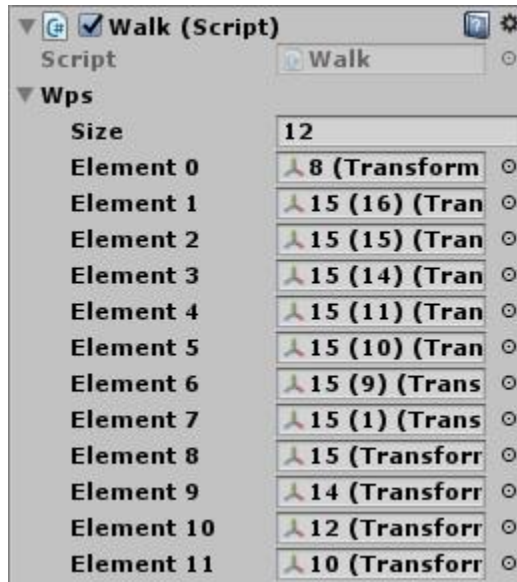 Walk (Script)
Script Walk
Wps
Size 12
Element 0 8 (Transform
Element 1 15 (16) (Tran
Element 2 15 (15) (Tran
Element 3 15 (14) (Tran
Element 4 15 (11) (Tran
Element 5 15 (10) (Tran
Element 6 15 (9) (Trans
Element 7 15 (1) (Trans
Element 8 15 (Transforr
Element 9 14 (Transforr
Element 10 12 (Transforr
Element 11 10 (Transforr